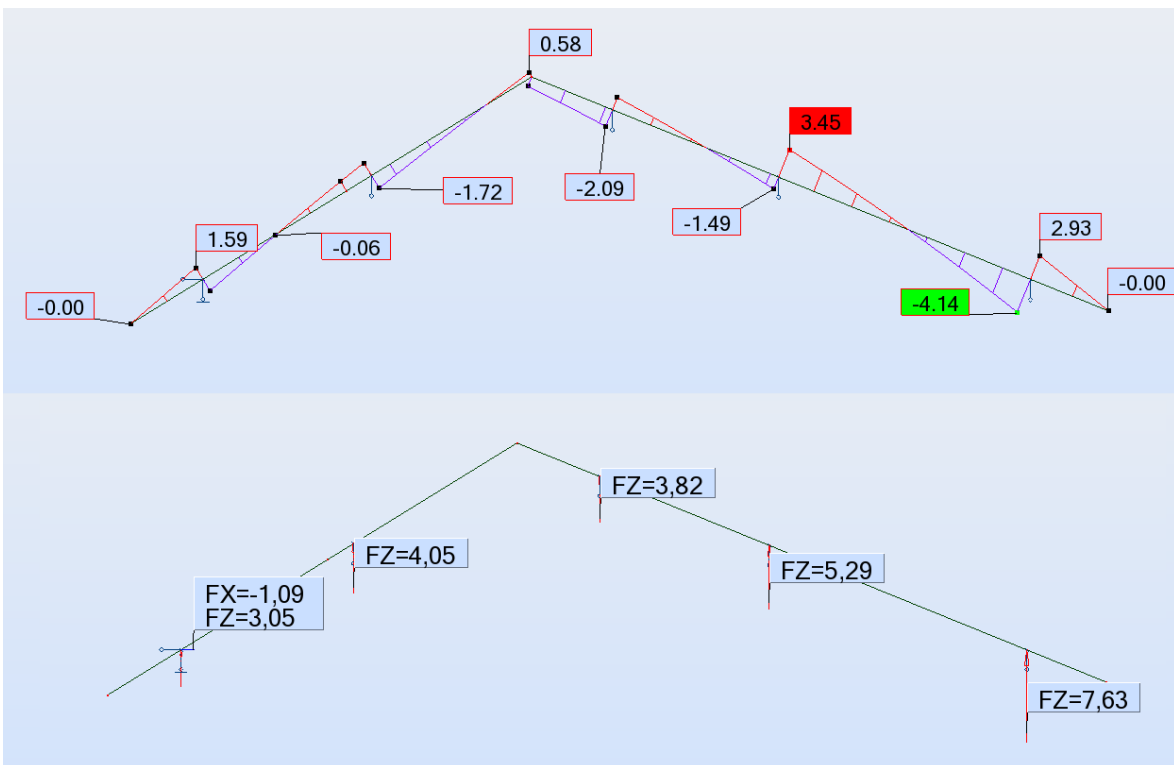 0.58
3.45
-1.72
-2.09
-1.49
1.59
-0.06
2.93
-0.00
-4.14
-0.00
FZ=3,82
FZ=4,05
FZ=5,29
FX=-1,09
FZ=3,05
FZ=7,63